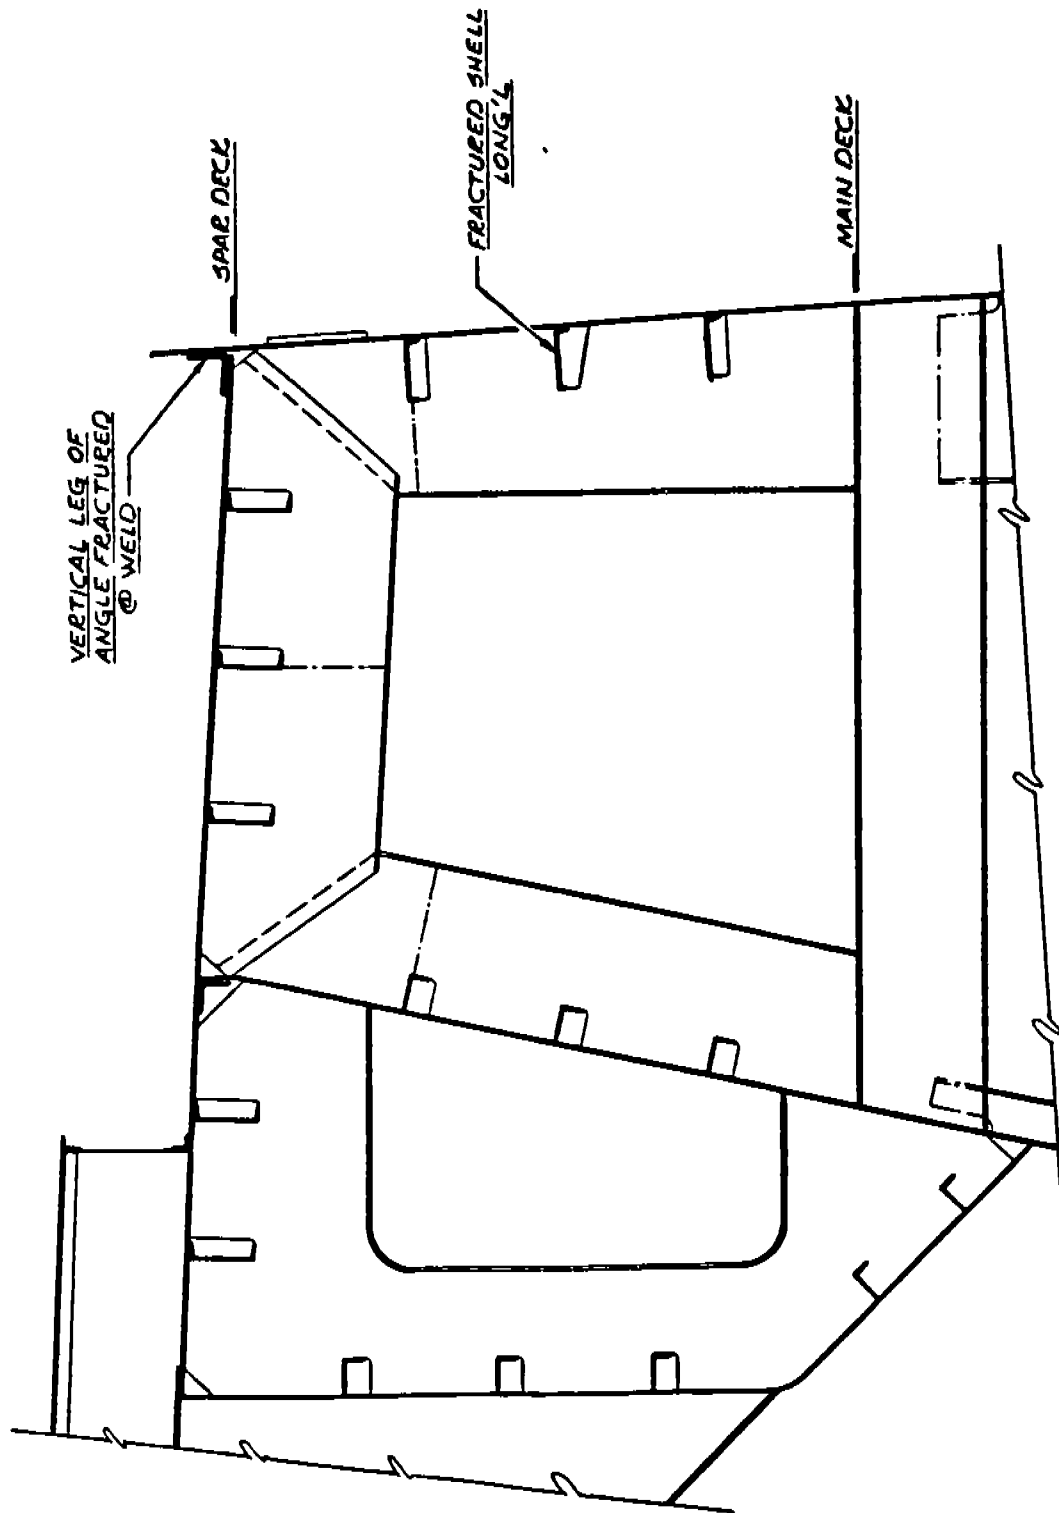 VERTICAL LEG OF
ANGLE FRACTURED
@ WELD
SPAR DECK
FRACTURED SHELL
LONG'L
MAIN DECK